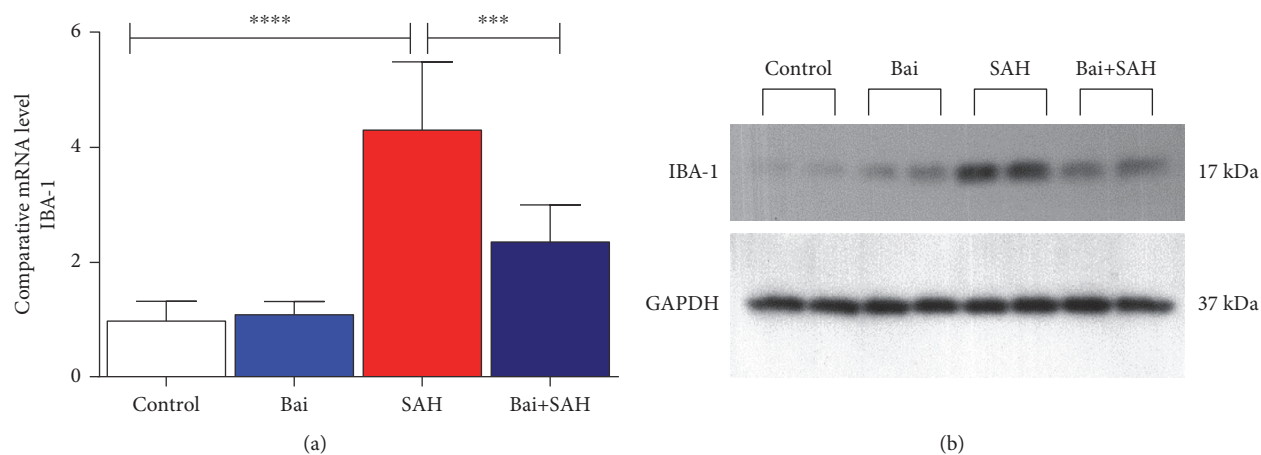 **** ***
6
4
2
0
Comparative mRNA level
IBA-1
Control Bai SAH Bai+SAH
(a)
Control Bai SAH Bai+SAH
IBA-1 17 kDa
GAPDH 37 kDa
(b)